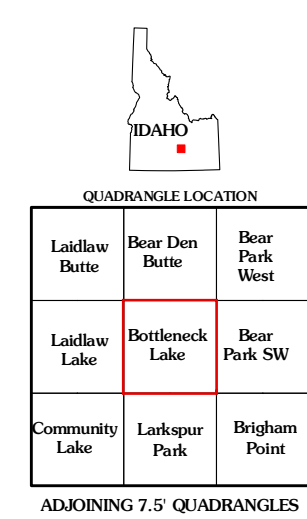 IDAHO
QUADRANGLE LOCATION
Laidlaw
Butte
Bear Den
Butte
Bear
Park
West
Laidlaw
Lake
Bottleneck
Lake
Bear
Park SW
Community
Lake
Larkspur
Park
Brigham
Point
ADJOINING 7.5' QUADRANGLES